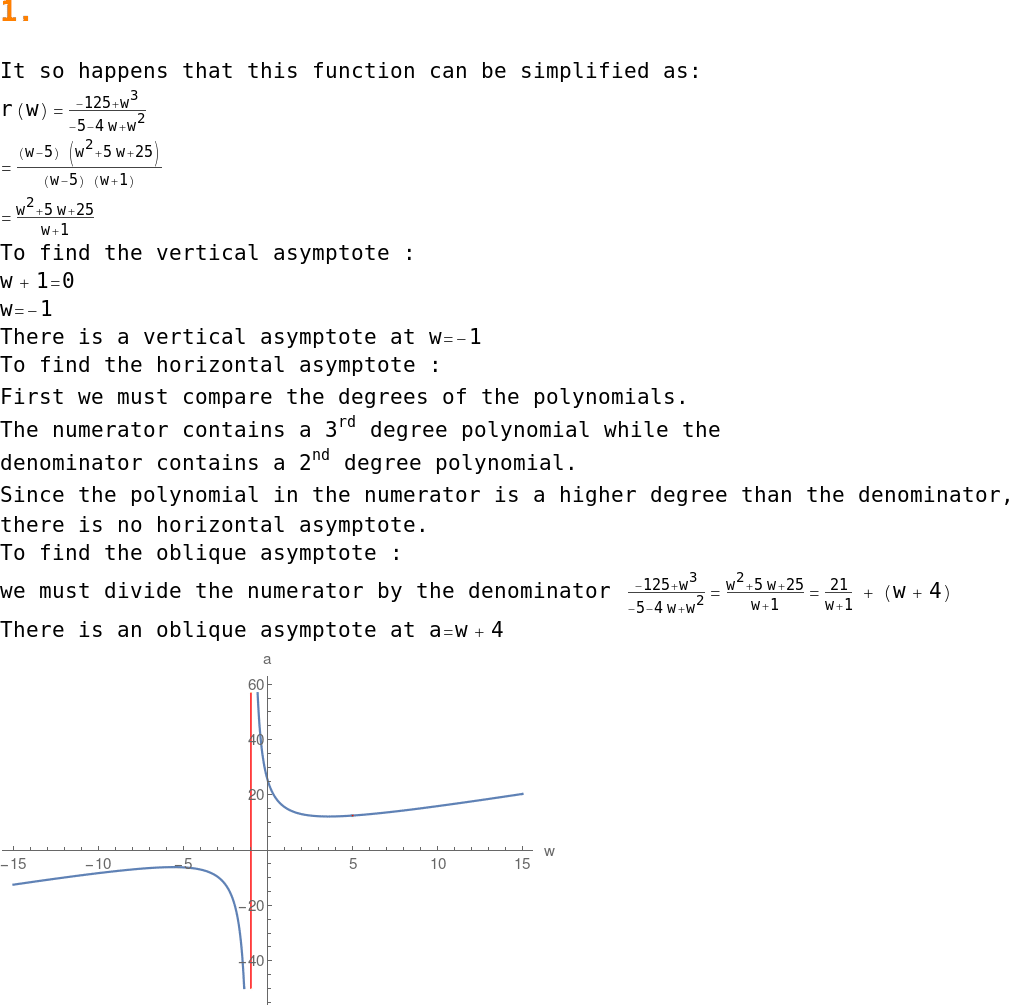 1.
It so happens that this function can be simplified as:
r(w)=\frac{-125+w^3}{-5-4 w+w^2}
=\frac{(w-5) (w^2+5 w+25)}{(w-5) (w+1)}
=\frac{w^2+5 w+25}{w+1}
To find the vertical asymptote :
w + 1=0
w=-1
There is a vertical asymptote at w=-1
To find the horizontal asymptote :
First we must compare the degrees of the polynomials.
The numerator contains a 3^{rd} degree polynomial while the
denominator contains a 2^{nd} degree polynomial.
Since the polynomial in the numerator is a higher degree than the denominator,
there is no horizontal asymptote.
To find the oblique asymptote :
we must divide the numerator by the denominator \frac{-125+w^3}{-5-4 w+w^2}=\frac{w^2+5 w+25}{w+1}=\frac{21}{w+1} + (w + 4)
There is an oblique asymptote at a=w + 4
a
60
40
20
w
-15 -10 -5 5 10 15
-20
-40